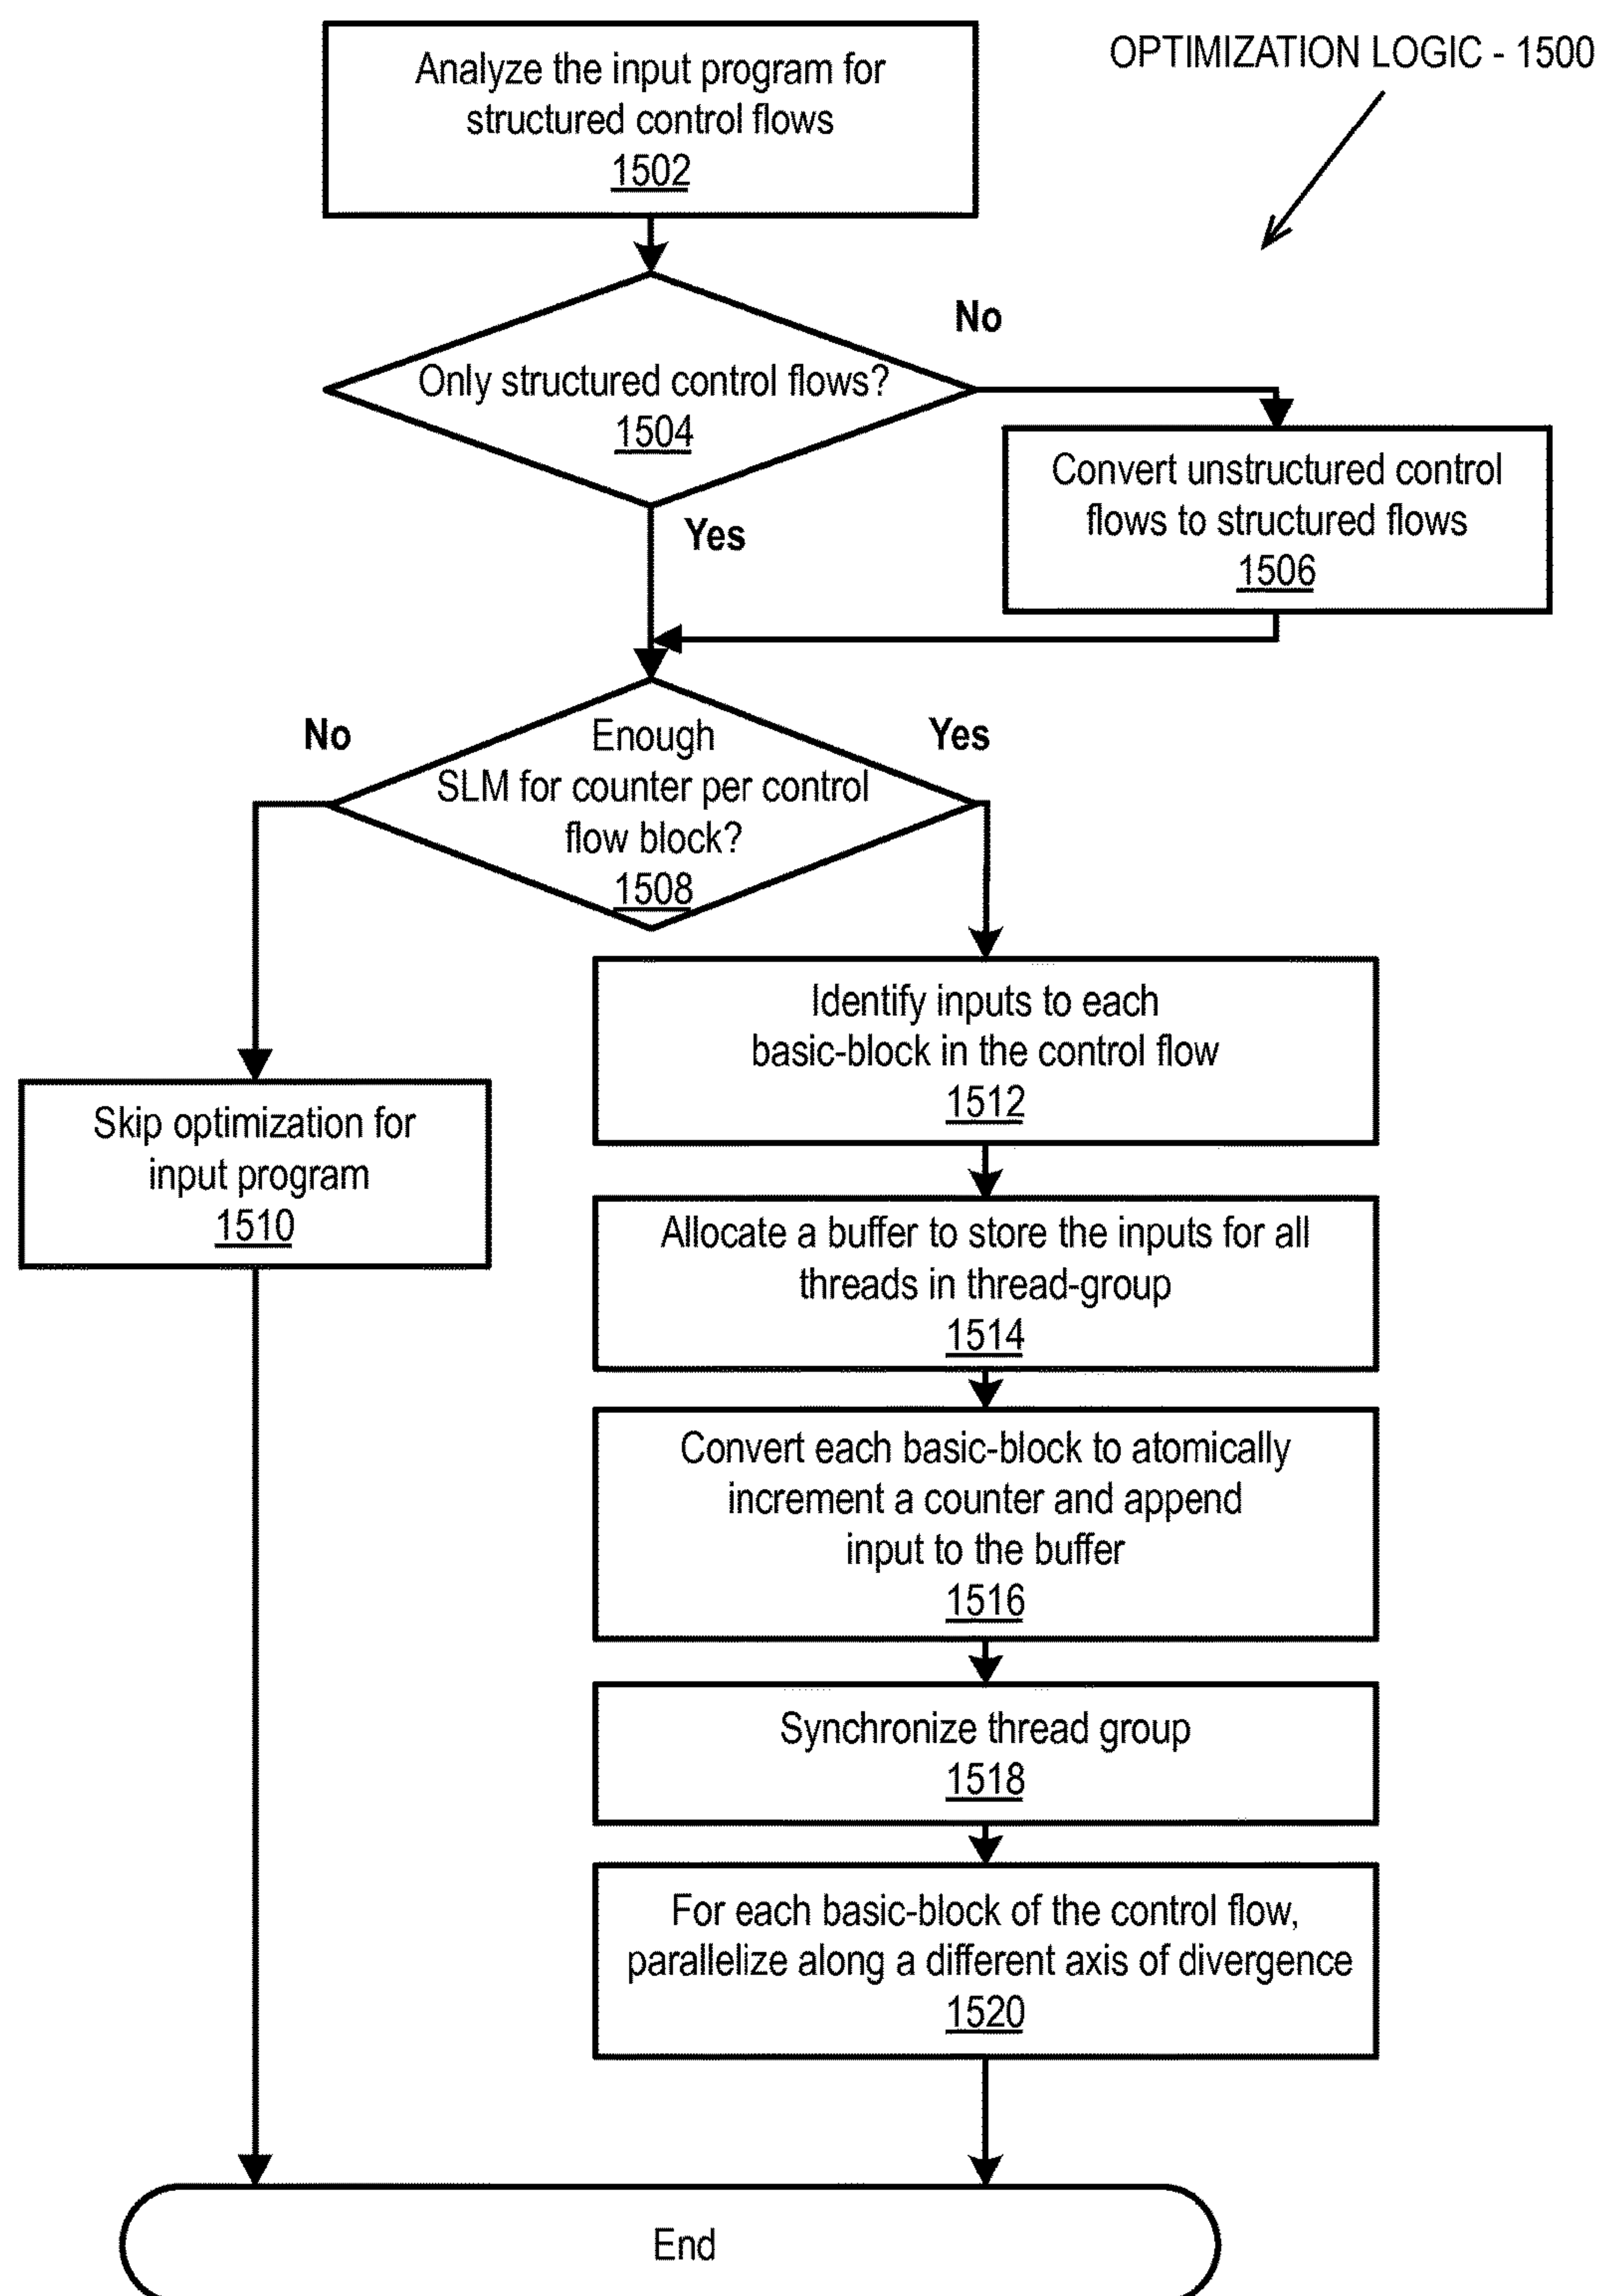 OPTIMIZATION LOGIC - 1500
Analyze the input program for
structured control flows
1502
Only structured control flows?
1504
No
Yes
Convert unstructured control
flows to structured flows
1506
Enough
SLM for counter per control
flow block?
1508
No
Yes
Skip optimization for
input program
1510
Identify inputs to each
basic-block in the control flow
1512
Allocate a buffer to store the inputs for all
threads in thread-group
1514
Convert each basic-block to atomically
increment a counter and append
input to the buffer
1516
Synchronize thread group
1518
For each basic-block of the control flow,
parallelize along a different axis of divergence
1520
End